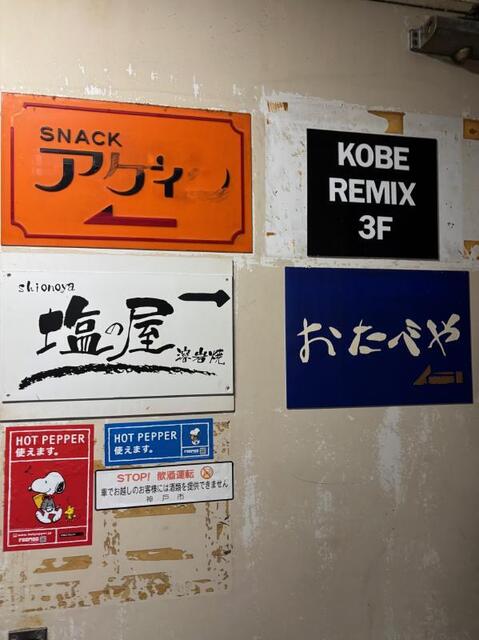 SNACK
アゲイン
KOBE
REMIX
3F
shionoya
塩の屋
溶岩焼
おたべや
HOT PEPPER
使えます。
HOT PEPPER
使えます。
STOP! 飲酒運転
車でお越しのお客様には酒類を提供できません
神戸市